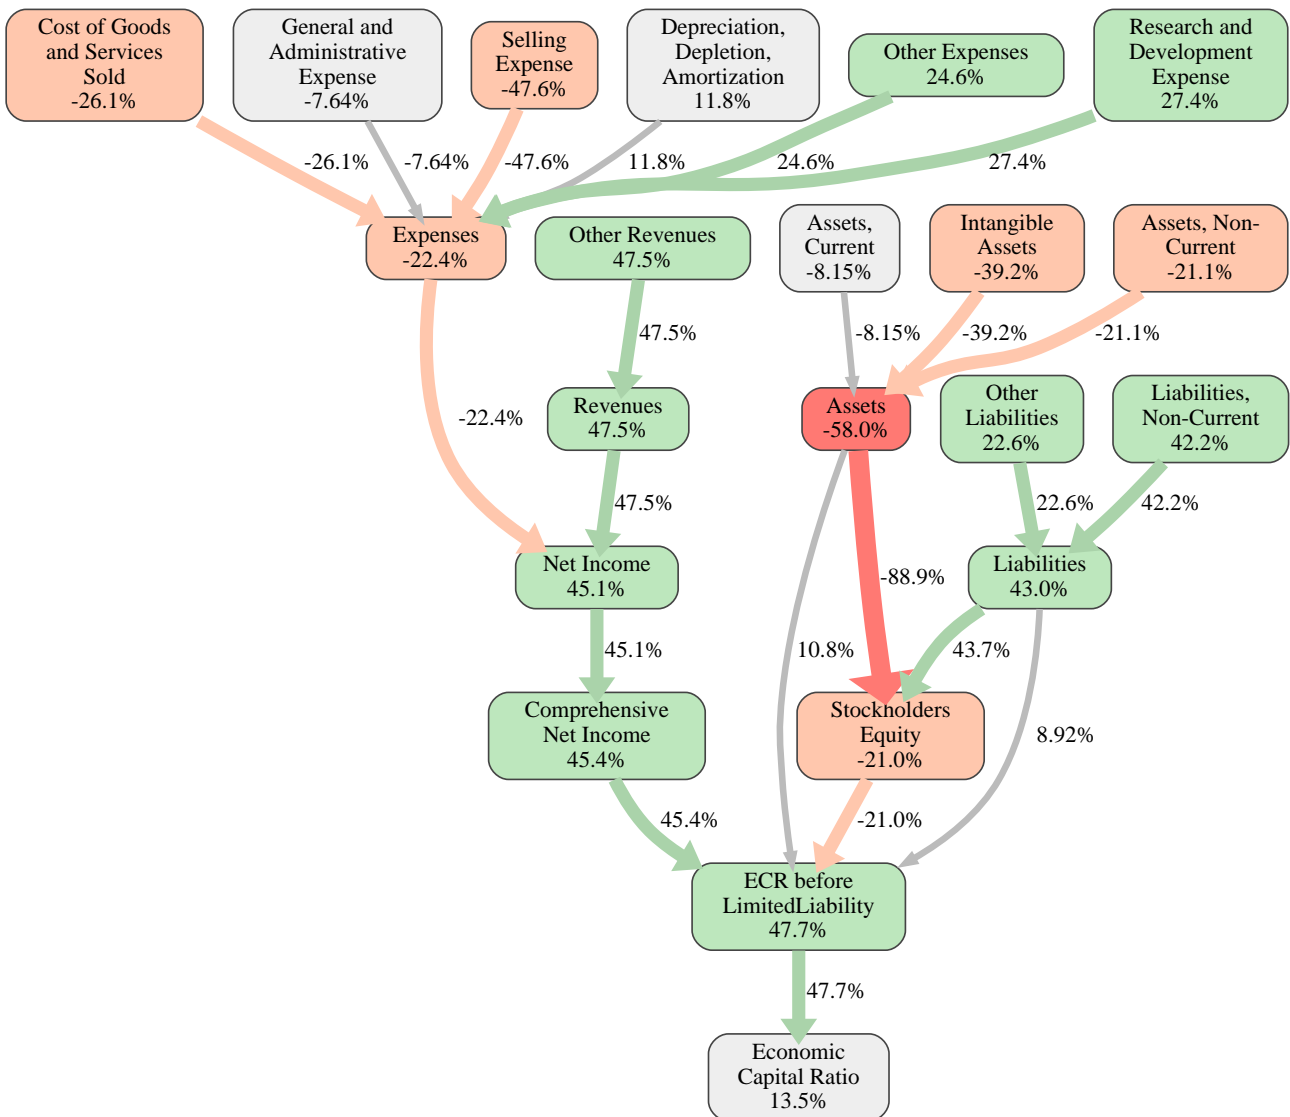 Cost of Goods
and Services
Sold
-26.1%
General and
Administrative
Expense
-7.64%
Selling
Expense
-47.6%
Depreciation,
Depletion,
Amortization
11.8%
Other Expenses
24.6%
Research and
Development
Expense
27.4%
-26.1%
-7.64%
-47.6%
11.8%
24.6%
27.4%
Expenses
-22.4%
Other Revenues
47.5%
Assets,
Current
-8.15%
Intangible
Assets
-39.2%
Assets, Non-
Current
-21.1%
47.5%
-8.15%
-39.2%
-21.1%
-22.4%
Revenues
47.5%
Assets
-58.0%
Other
Liabilities
22.6%
Liabilities,
Non-Current
42.2%
47.5%
22.6%
42.2%
Net Income
45.1%
-88.9%
Liabilities
43.0%
45.1%
10.8%
43.7%
8.92%
Comprehensive
Net Income
45.4%
Stockholders
Equity
-21.0%
45.4%
-21.0%
ECR before
LimitedLiability
47.7%
47.7%
Economic
Capital Ratio
13.5%